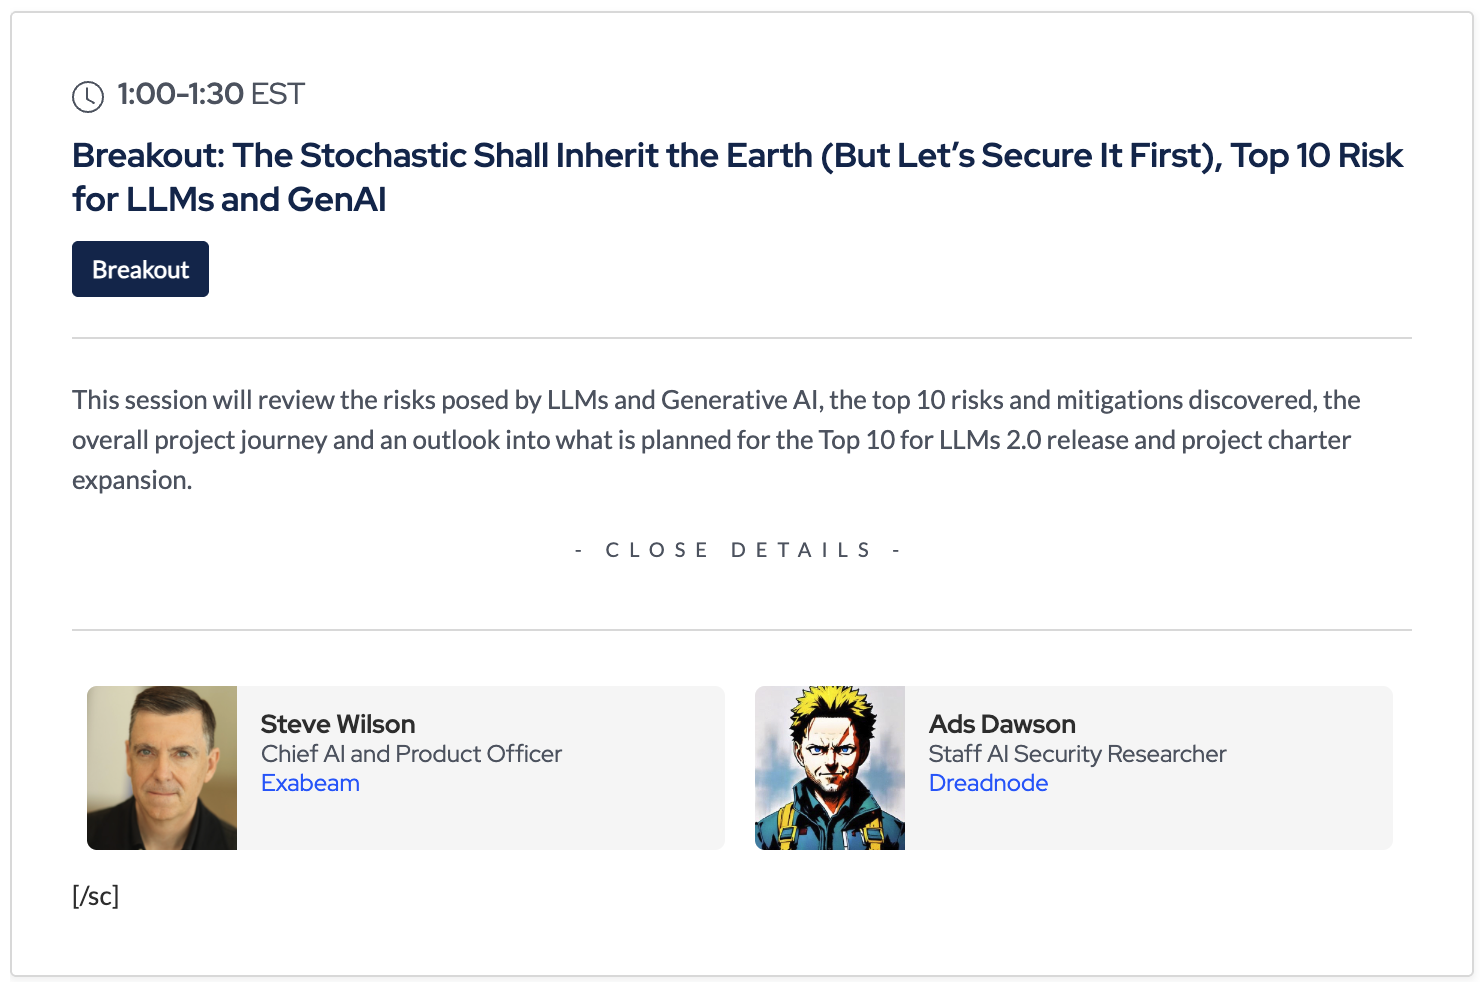 1:00-1:30 EST
Breakout: The Stochastic Shall Inherit the Earth (But Let’s Secure It First), Top 10 Risk
for LLMs and GenAI
Breakout
This session will review the risks posed by LLMs and Generative AI, the top 10 risks and mitigations discovered, the
overall project journey and an outlook into what is planned for the Top 10 for LLMs 2.0 release and project charter
expansion.
- CLOSE DETAILS -
Steve Wilson
Chief AI and Product Officer
Exabeam
Ads Dawson
Staff AI Security Researcher
Dreadnode
[/sc]